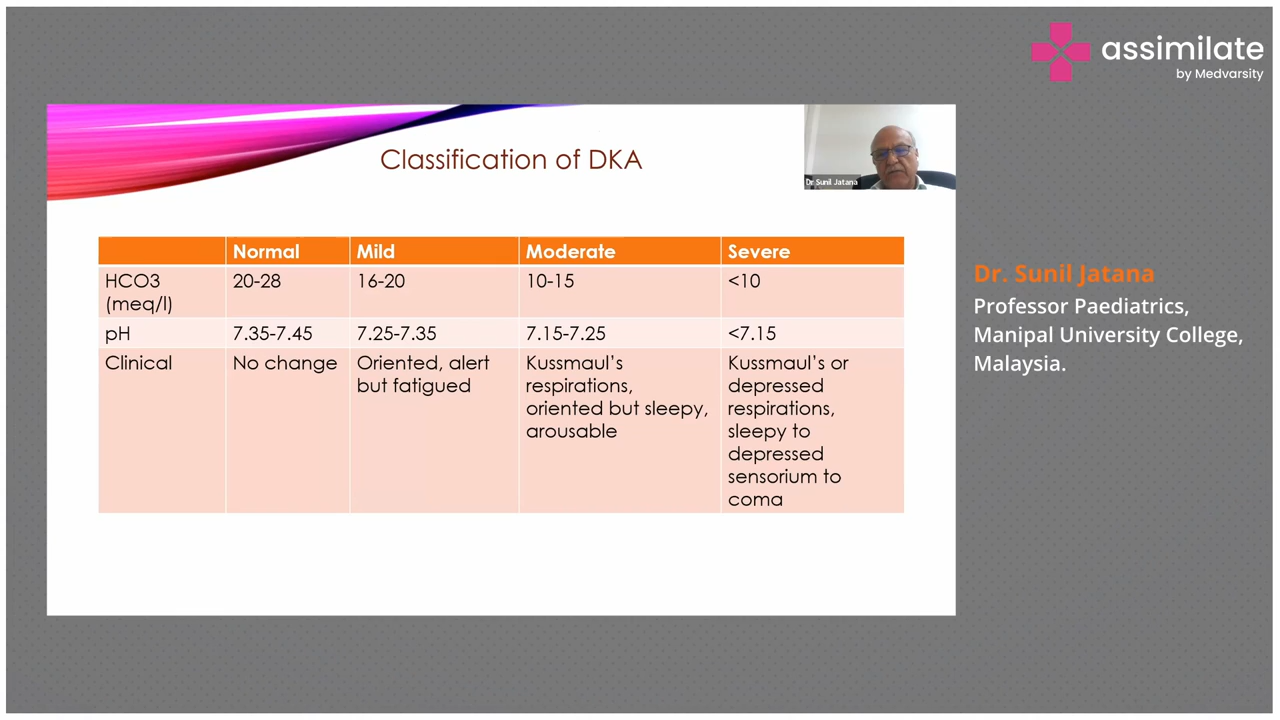 assimilate
by Medvarsity
Classification of DKA
Dr Sunil Jatana
Normal Mild Moderate Severe
HCO3 (meq/l) 20-28 16-20 10-15 <10
pH 7.35-7.45 7.25-7.35 7.15-7.25 <7.15
Clinical
No change
Oriented, alert
but fatigued
Kussmaul's
respirations,
oriented but sleepy,
arousable
Kussmaul's or
depressed
respirations,
sleepy to
depressed
sensorium to
coma
Dr. Sunil Jatana
Professor Paediatrics,
Manipal University College,
Malaysia.